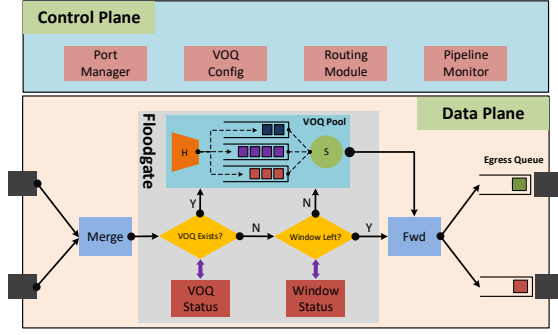 Control Plane
Port
Manager
VOQ
Config
Routing
Module
Pipeline
Monitor
Data Plane
Floodgate
VOQ Pool
H
S
Egress Queue
Y
N
Merge
VOQ Exists?
N
Window Left?
Y
Fwd
VOQ
Status
Window
Status